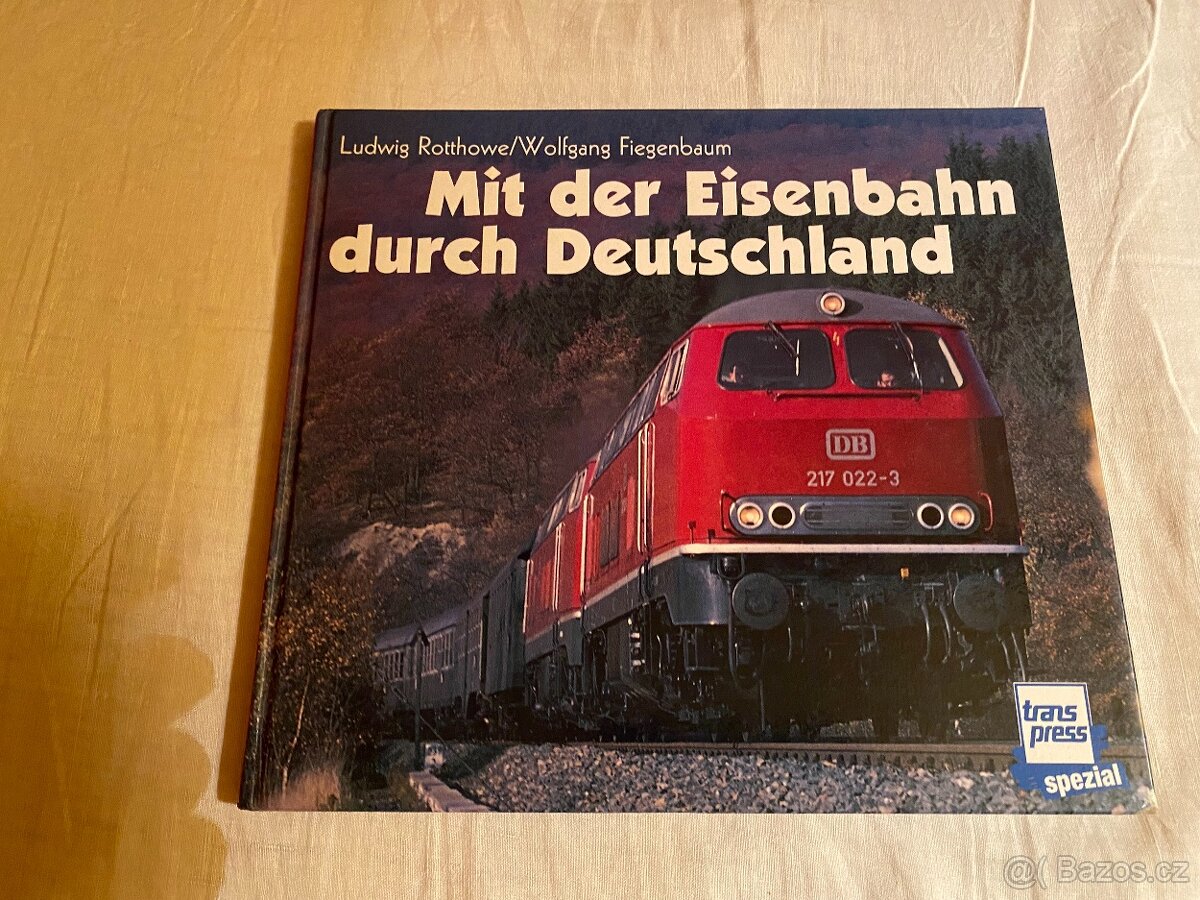 Ludwig Rotthowe/Wolfgang Fiegenbaum
Mit der Eisenbahn
durch Deutschland
DB
217 022-3
trans
press
spezial
@( Bazos.cz